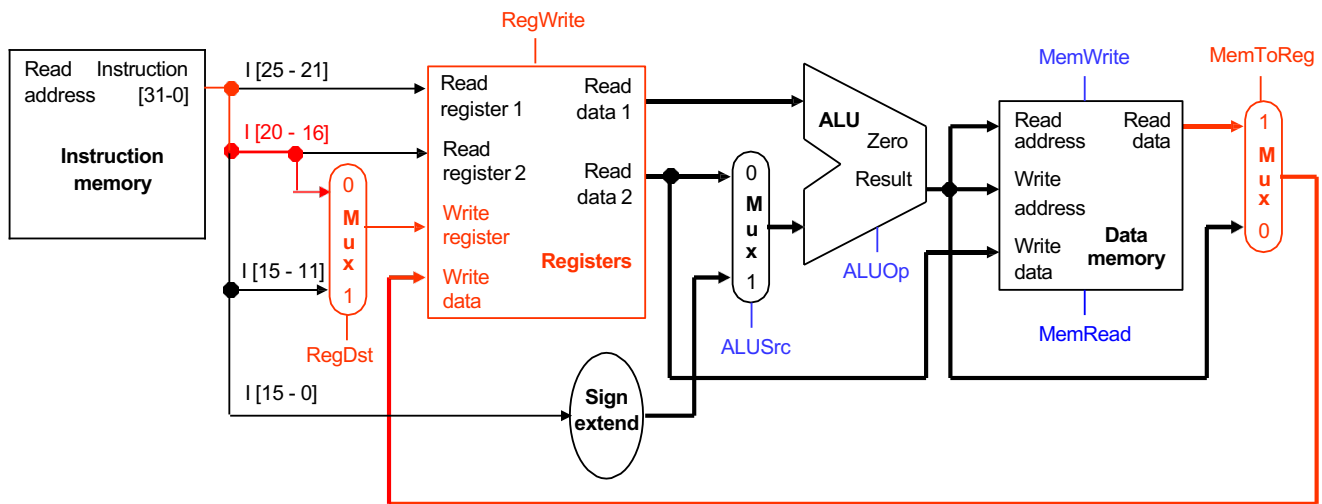 RegWrite
Read Instruction
address [31-0]
Instruction
memory
I [25 - 21]
I [20 - 16]
I [15 - 11]
I [15 - 0]
0
M
u
x
1
RegDst
Read
register 1
Read
register 2
Write
register
Write
data
Read
data 1
Read
data 2
Registers
Sign
extend
0
M
u
x
1
ALUSrc
ALU
Zero
Result
ALUOp
MemWrite
Read
address
Write
address
Write
data
Read
data
Data
memory
MemRead
MemToReg
1
M
u
x
0